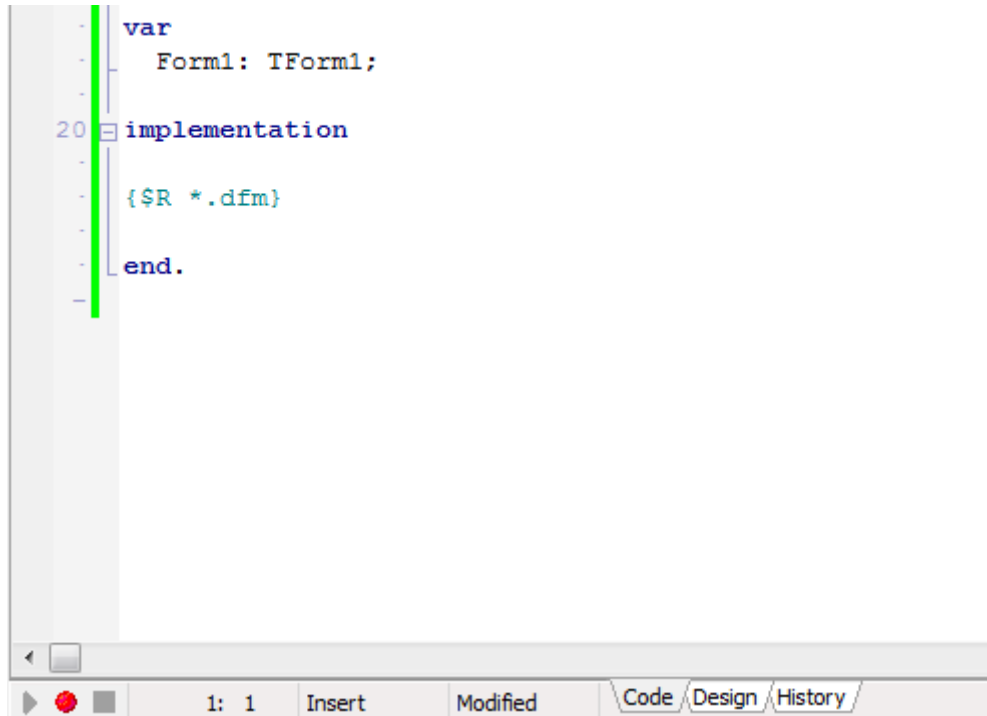 var
Form1: TForm1;
20 implementation
{$R *.dfm}
end.
1: 1 Insert Modified Code Design History